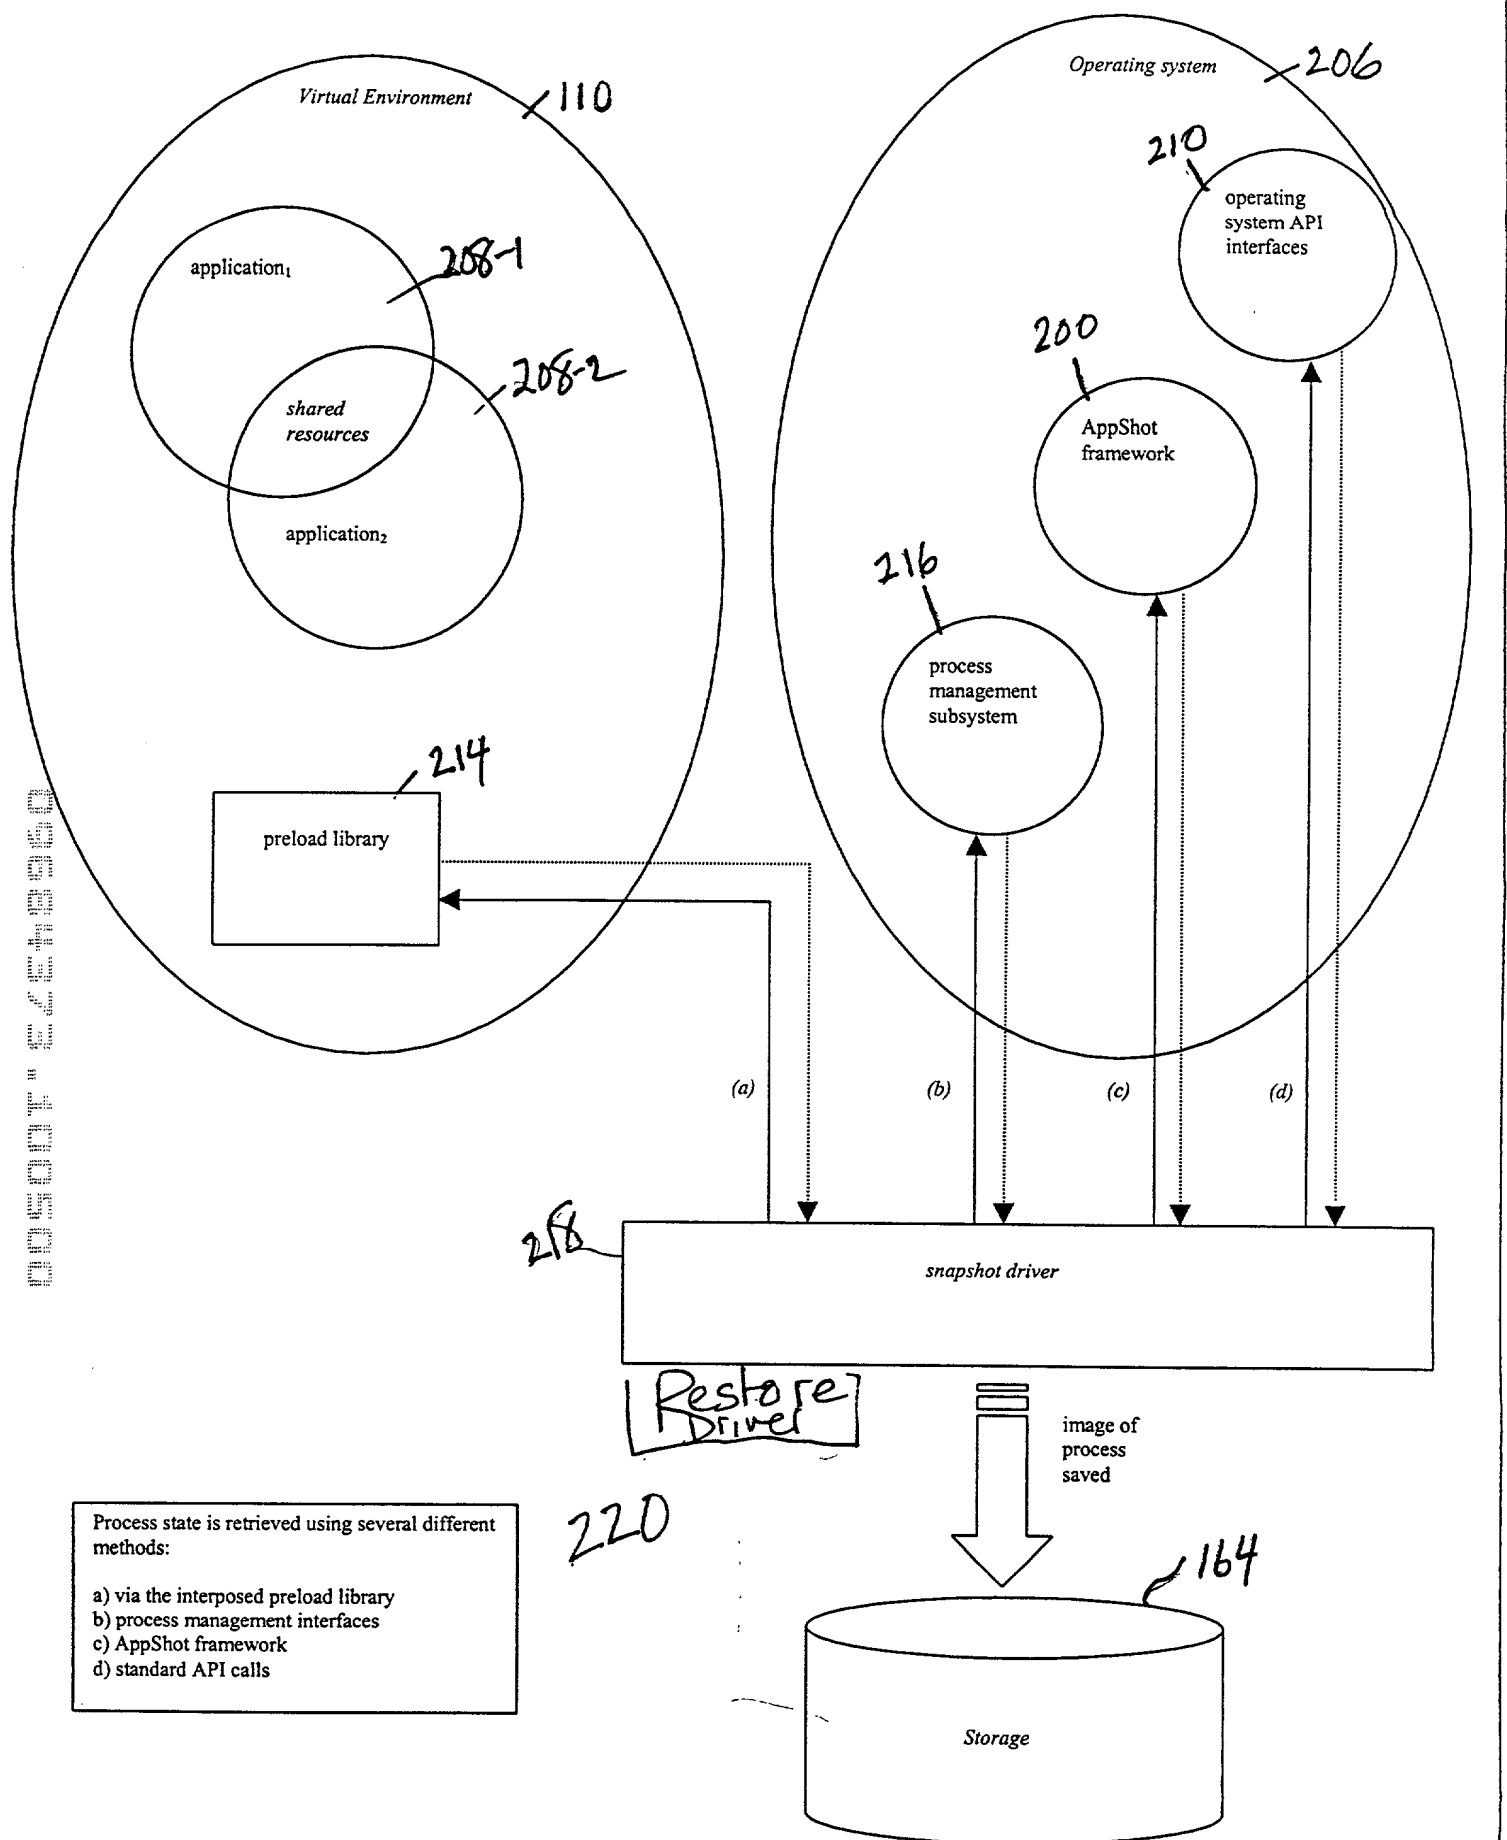 Virtual Environment
110
Operating system
206
210
operating
system API
interfaces
application₁
208-1
200
208-2
shared
resources
AppShot
framework
application₂
216
process
management
subsystem
214
preload library
(a)
(b)
(c)
(d)
218
snapshot driver
Restore
Driver
image of
process
saved
220
Process state is retrieved using several different
methods:
a) via the interposed preload library
b) process management interfaces
c) AppShot framework
d) standard API calls
164
Storage